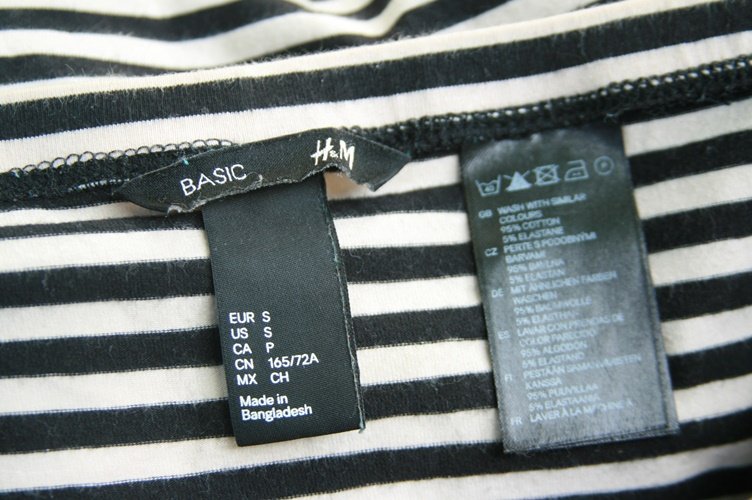 BASIC H&M
EUR S
US S
CA P
CN 165/72A
MX CH
Made in
Bangladesh
GB WASH WITH SIMILAR
COLOURS
95% COTTON
5% ELASTANE
CZ PERTE S PODOBNÝMI
BARVAMI
95% BAVLNA
5% ELASTAN
DE MIT ÄHNLICHEN FARBEN
WASCHEN
95% BAUMWOLLE
5% ELASTHAN
ES LAVAR CON PRENDAS DE
COLOR PARECIDO
95% ALGODÓN
5% ELASTANO
FI PESTÄÄN
KANSSA
95% PUUVILLAA
5% ELASTAANIA
FR LAVER À LA MACHINE À